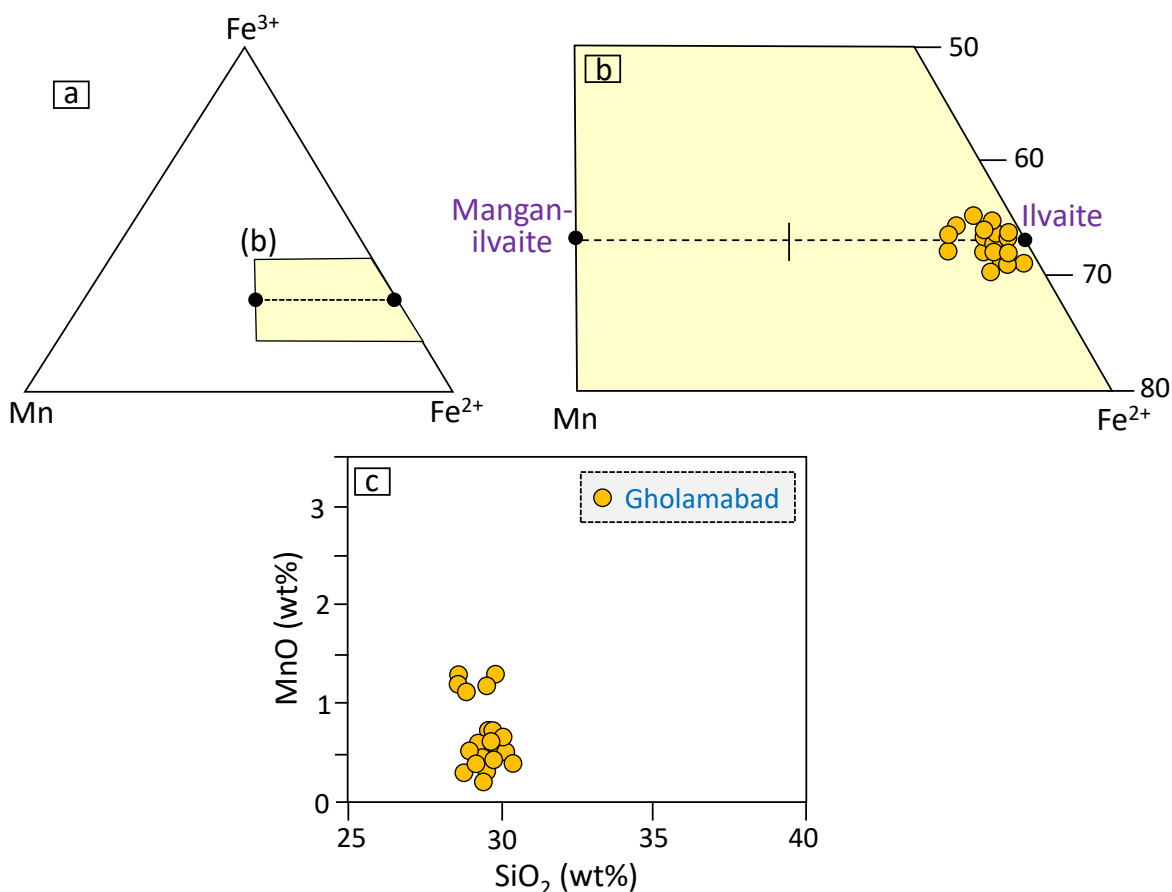 Fe³⁺
a
(b)
Mn
Fe²⁺
b
50
60
Mangan-
ilvaite
Ilvaite
70
80
Mn
Fe²⁺
c
Gholamabad
MnO (wt%)
3
2
1
0
25
30
35
40
SiO₂ (wt%)